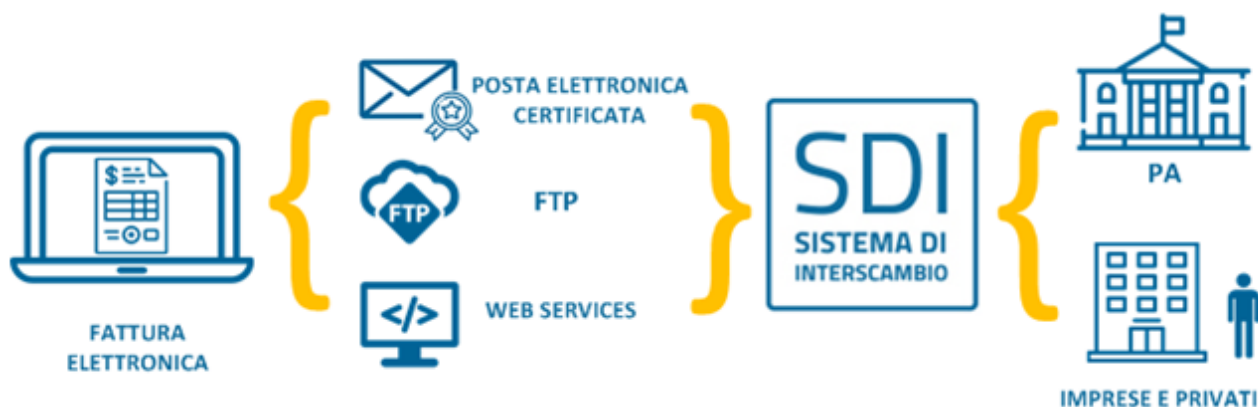 $
FATTURA
ELETTRONICA
POSTA ELETTRONICA
CERTIFICATA
FTP
FTP
</>
WEB SERVICES
SDI
SISTEMA DI
INTERSCAMBIO
PA
IMPRESE E PRIVATI